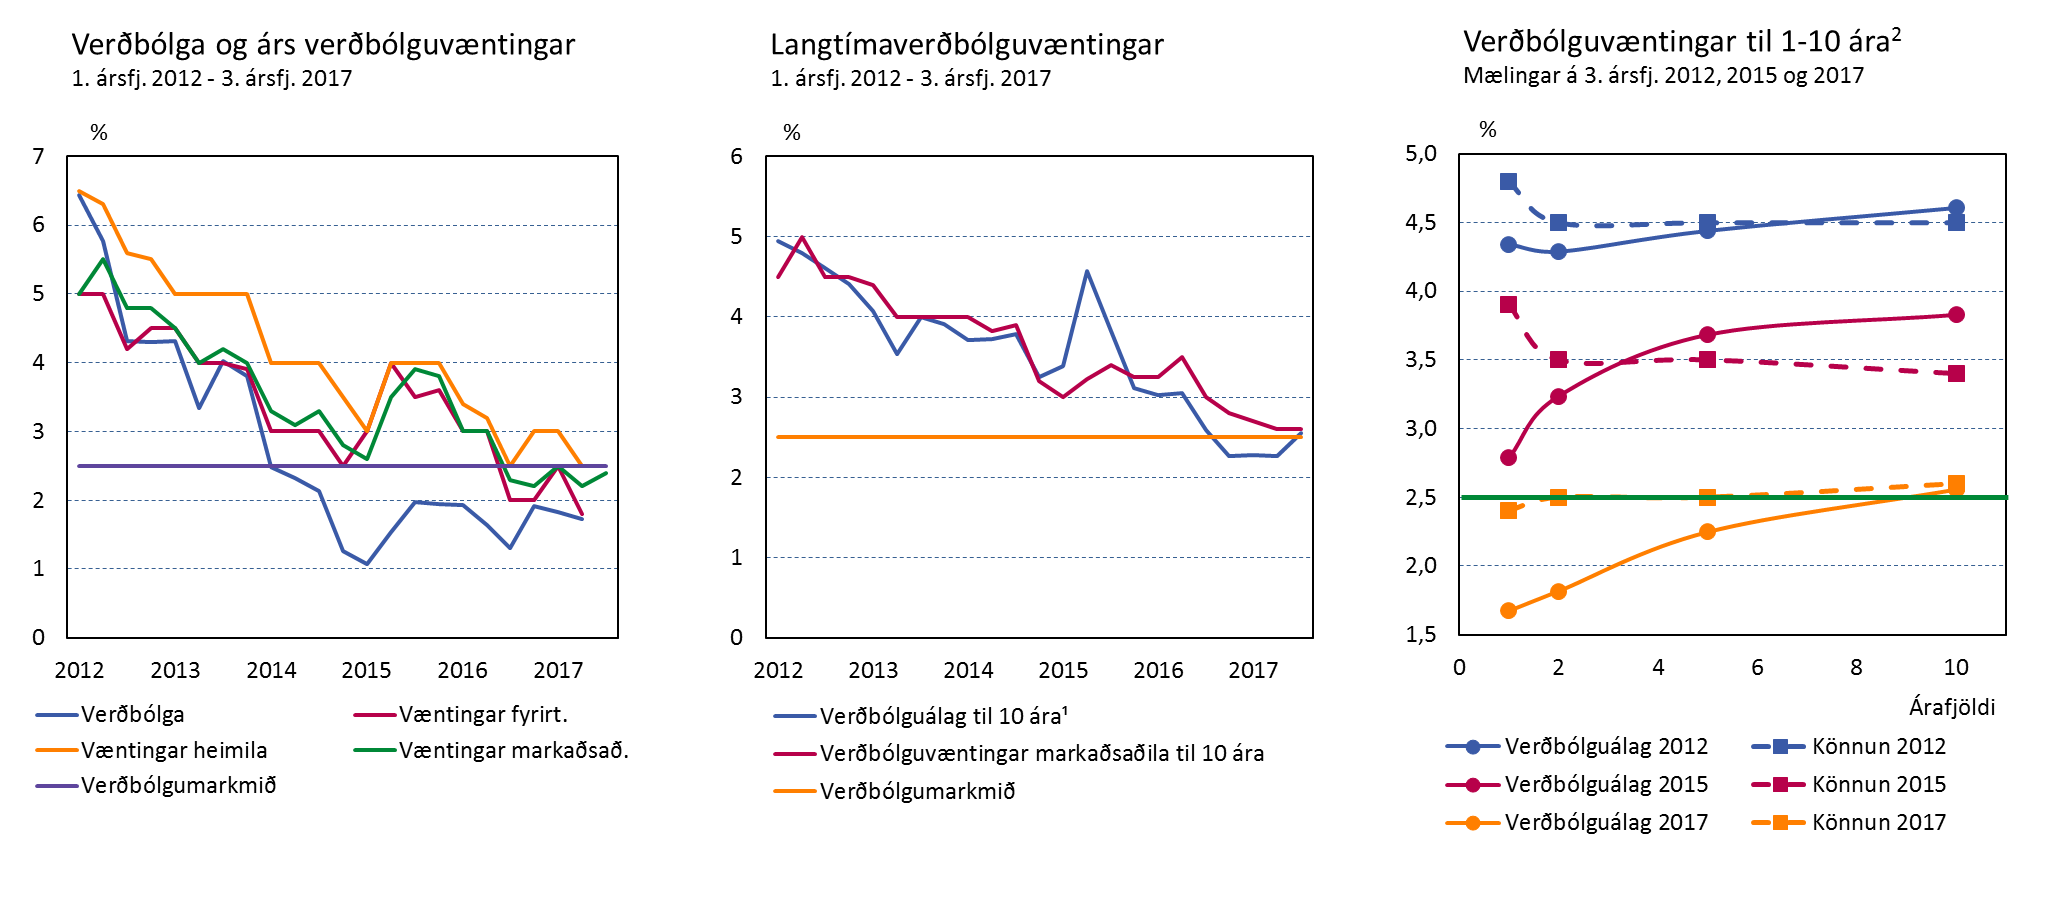 Verðbólga og árs verðbólguvæntingar
1. ársfj. 2012 - 3. ársfj. 2017
%
7
6
5
4
3
2
1
0
2012 2013 2014 2015 2016 2017
Verðbólga Væntingar fyrirt.
Væntingar heimila Væntingar markaðsað.
Verðbólgumarkmið
Langtímaverðbólguvæntingar
1. ársfj. 2012 - 3. ársfj. 2017
%
6
5
4
3
2
1
0
2012 2013 2014 2015 2016 2017
Verðbólguálag til 10 ára¹
Verðbólguvæntingar markaðsaðila til 10 ára
Verðbólgumarkmið
Verðbólguvæntingar til 1-10 ára²
Mælingar á 3. ársfj. 2012, 2015 og 2017
%
5,0
4,5
4,0
3,5
3,0
2,5
2,0
1,5
0 2 4 6 8 10
Árafjöldi
Verðbólguálag 2012 Könnun 2012
Verðbólguálag 2015 Könnun 2015
Verðbólguálag 2017 Könnun 2017